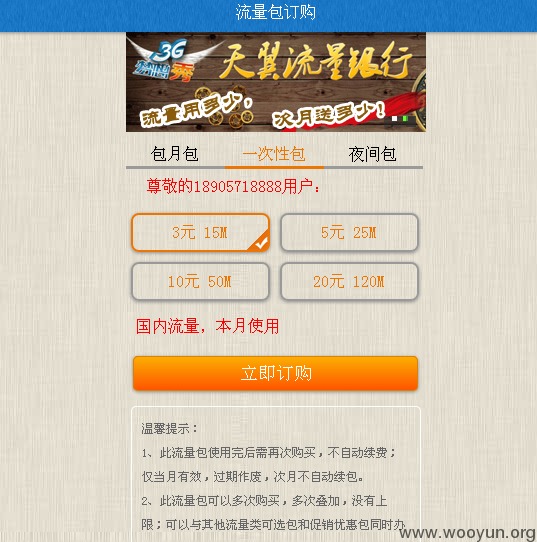 流量包订购
3G
天翼流量银行
流量用多少，次月送多少！
包月包 一次性包 夜间包
尊敬的18905718888用户：
3元 15M 5元 25M
10元 50M 20元 120M
国内流量，本月使用
立即订购
温馨提示：
1、此流量包使用完后需再次购买，不自动续费；
仅当月有效，过期作废，次月不自动续包。
2、此流量包可以多次购买，多次叠加，没有上
限；可以与其他流量类可选包和促销优惠包同时办
www.wooyun.org